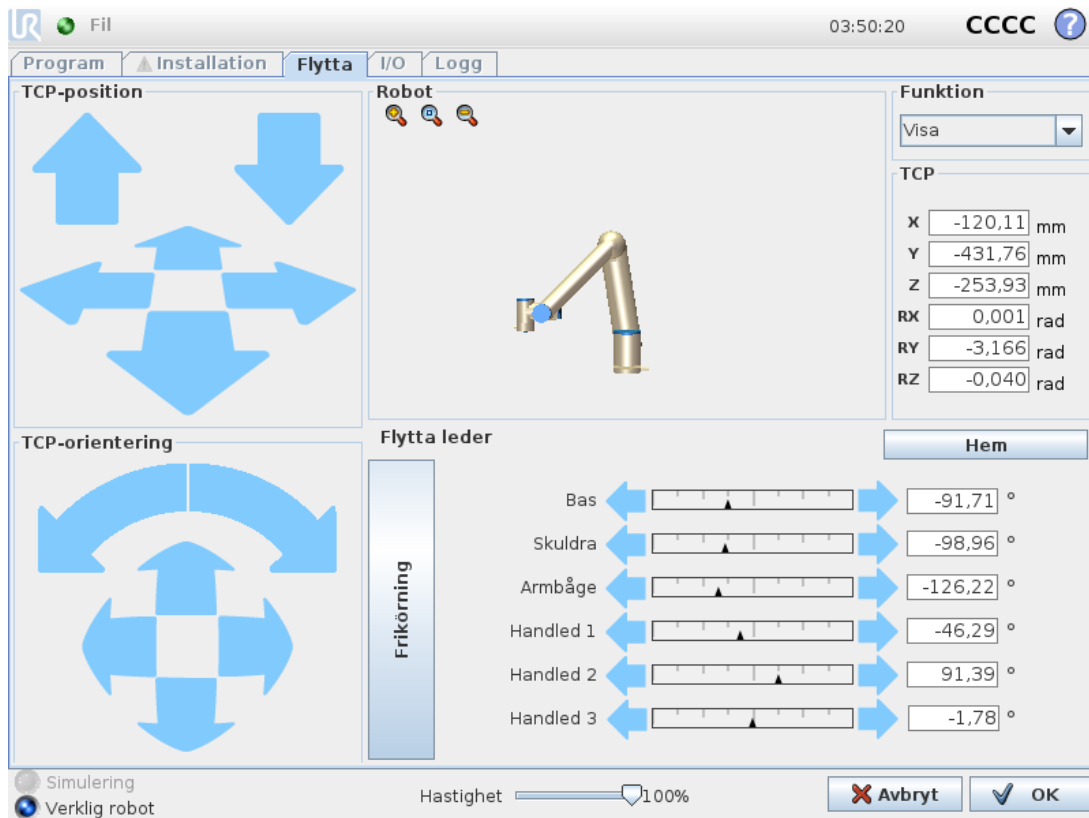 UR Fil 03:50:20 CCCC ?
Program Installation Flytta I/O Logg
TCP-position
Robot
Funktion
Visa
TCP
X -120,11 mm
Y -431,76 mm
Z -253,93 mm
RX 0,001 rad
RY -3,166 rad
RZ -0,040 rad
TCP-orientering
Flytta leder
Hem
Frikörning
Bas -91,71 °
Skuldra -98,96 °
Armbåge -126,22 °
Handled 1 -46,29 °
Handled 2 91,39 °
Handled 3 -1,78 °
Simulering
Verklig robot
Hastighet 100%
Avbryt OK